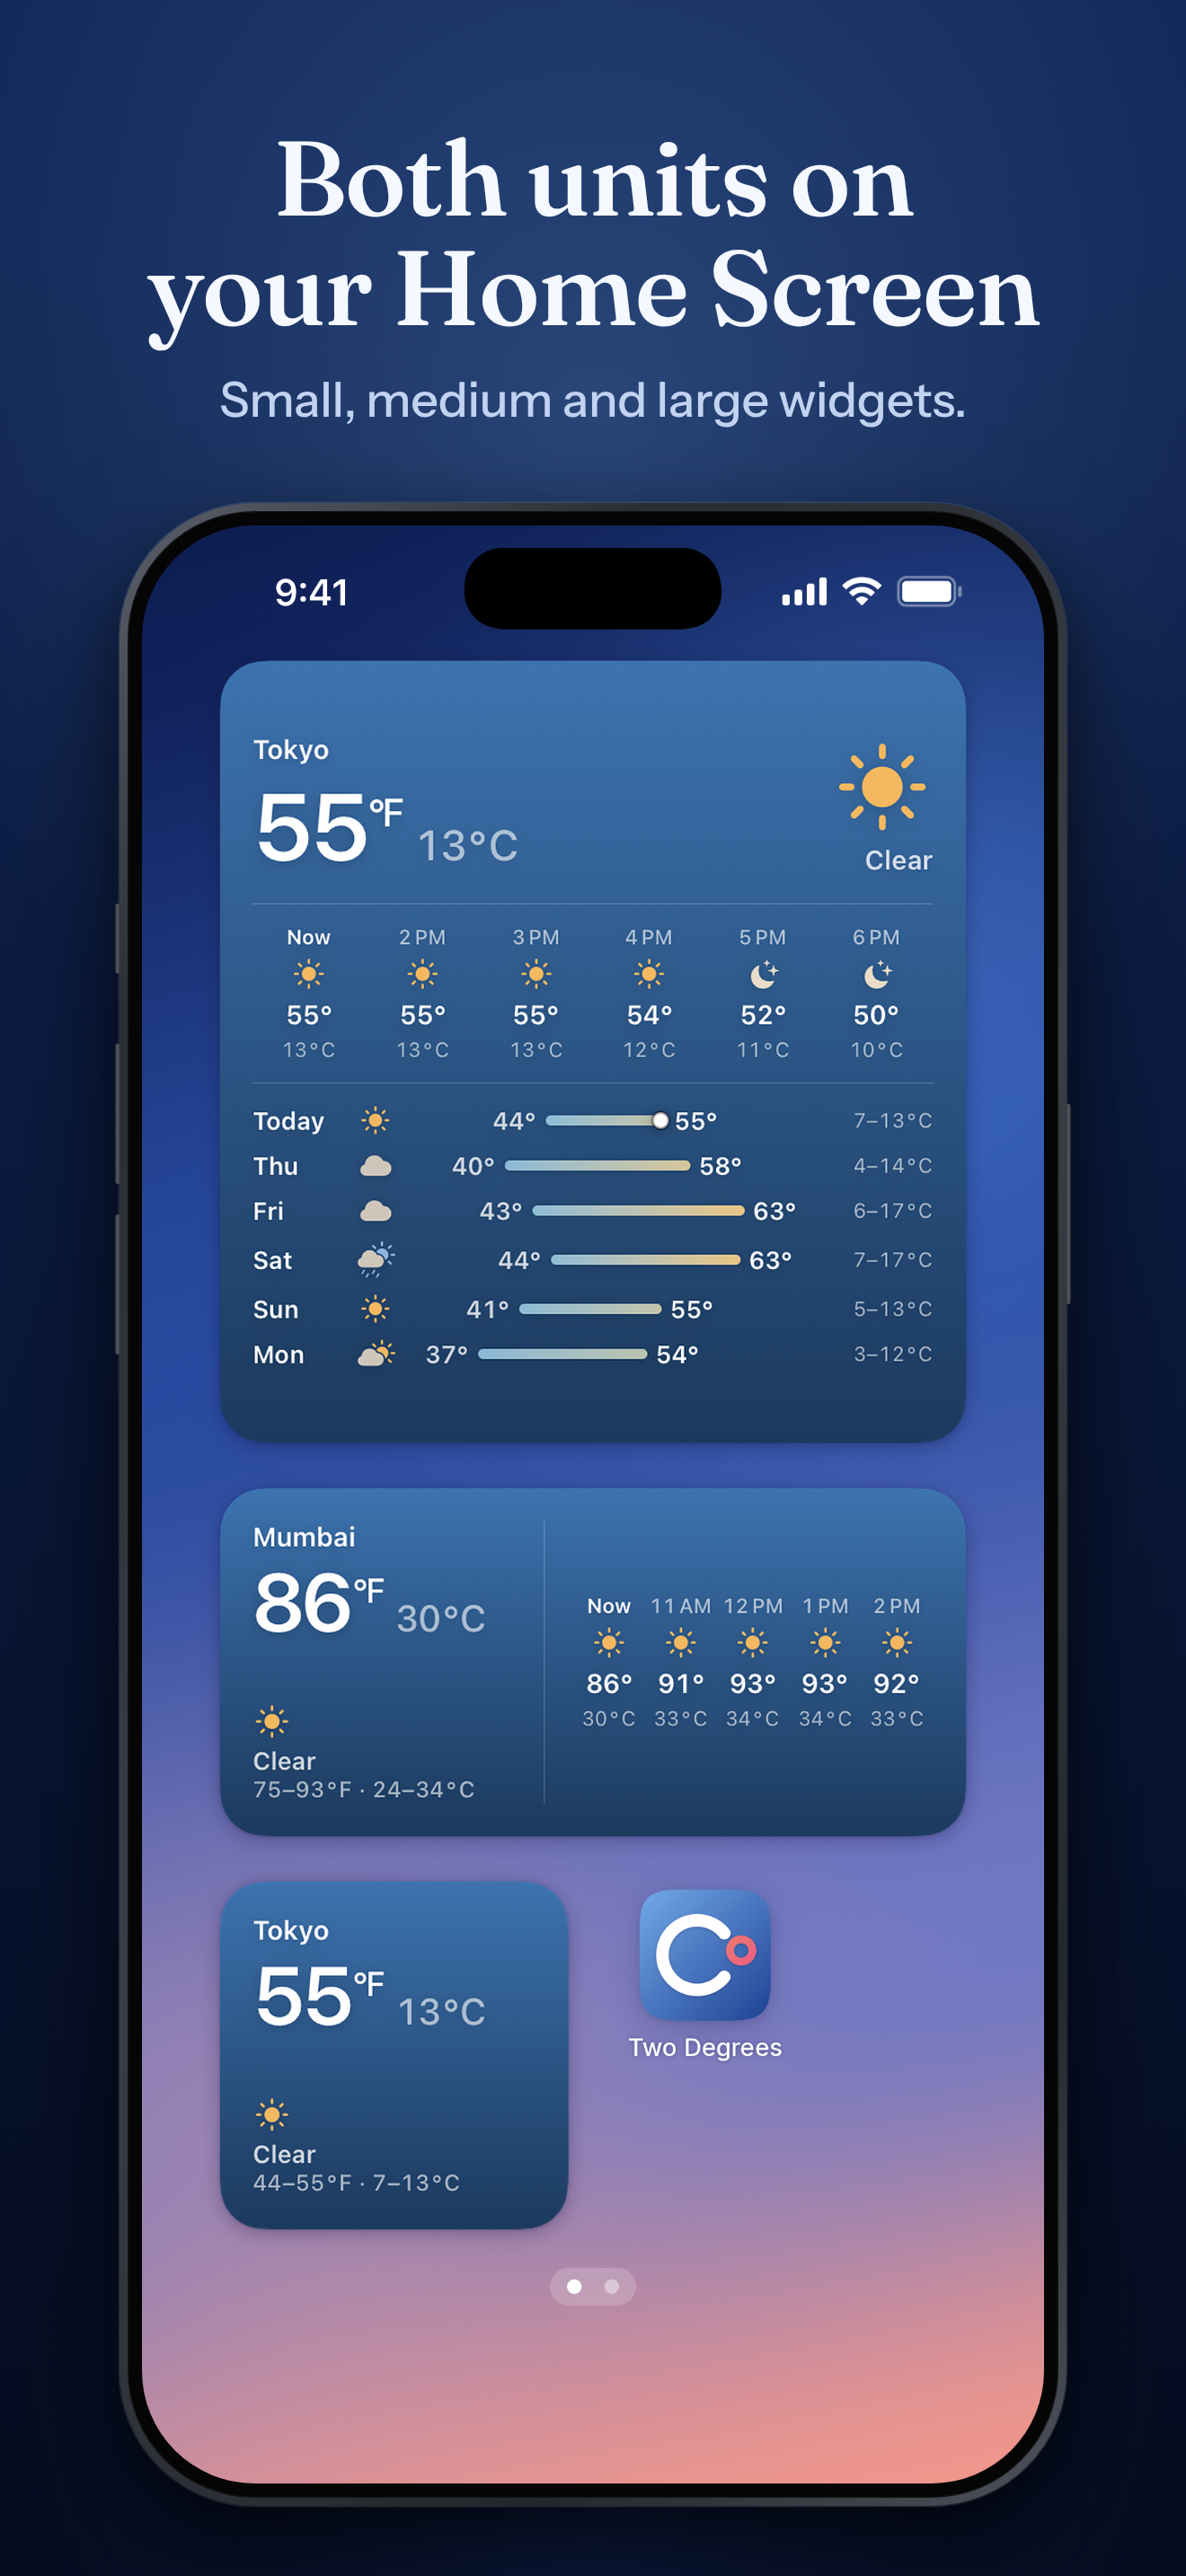 Both units on
your Home Screen
Small, medium and large widgets.
9:41
Tokyo
55°F 13°C
Clear
Now 2 PM 3 PM 4 PM 5 PM 6 PM
55° 55° 55° 54° 52° 50°
13°C 13°C 13°C 12°C 11°C 10°C
Today 44° 55° 7–13°C
Thu 40° 58° 4–14°C
Fri 43° 63° 6–17°C
Sat 44° 63° 7–17°C
Sun 41° 55° 5–13°C
Mon 37° 54° 3–12°C
Mumbai
86°F 30°C
Clear
75–93°F · 24–34°C
Now 11 AM 12 PM 1 PM 2 PM
86° 91° 93° 93° 92°
30°C 33°C 34°C 34°C 33°C
Tokyo
55°F 13°C
Clear
44–55°F · 7–13°C
Two Degrees